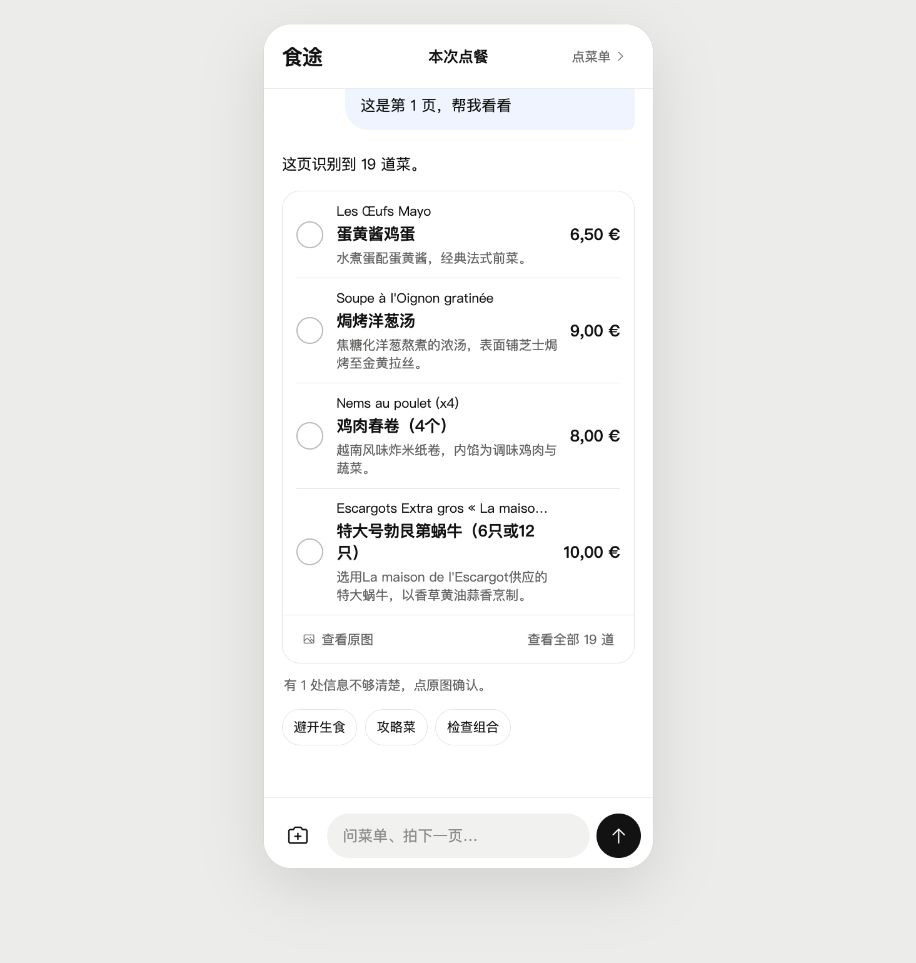 食途
本次点餐
点菜单
这是第 1 页，帮我看看
这页识别到 19 道菜。
Les Œufs Mayo
蛋黄酱鸡蛋
6,50 €
水煮蛋配蛋黄酱，经典法式前菜。
Soupe à l'Oignon gratinée
焗烤洋葱汤
9,00 €
焦糖化洋葱熬煮的浓汤，表面铺芝士焗
烤至金黄拉丝。
Nems au poulet (x4)
鸡肉春卷（4个）
8,00 €
越南风味炸米纸卷，内馅为调味鸡肉与
蔬菜。
Escargots Extra gros « La maiso...
特大号勃艮第蜗牛（6只或12
只）
10,00 €
选用La maison de l'Escargot供应的
特大蜗牛，以香草黄油蒜香烹制。
查看原图
查看全部 19 道
有 1 处信息不够清楚，点原图确认。
避开生食
攻略菜
检查组合
问菜单、拍下一页...